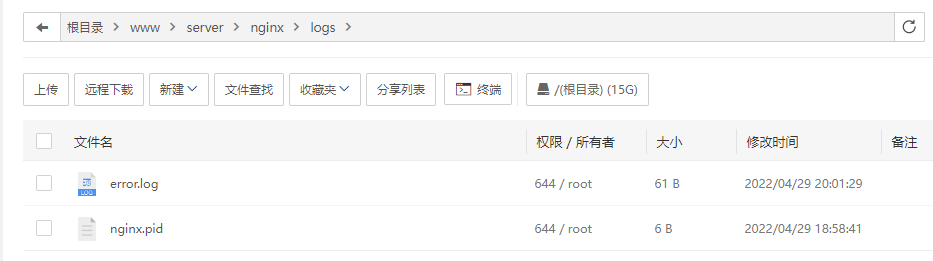 根目录 > www > server > nginx > logs >
上传 远程下载 新建 文件查找 收藏夹 分享列表 终端 /(根目录) (15G)
文件名 权限 / 所有者 大小 修改时间 备注
LOG error.log 644 / root 61 B 2022/04/29 20:01:29
nginx.pid 644 / root 6 B 2022/04/29 18:58:41